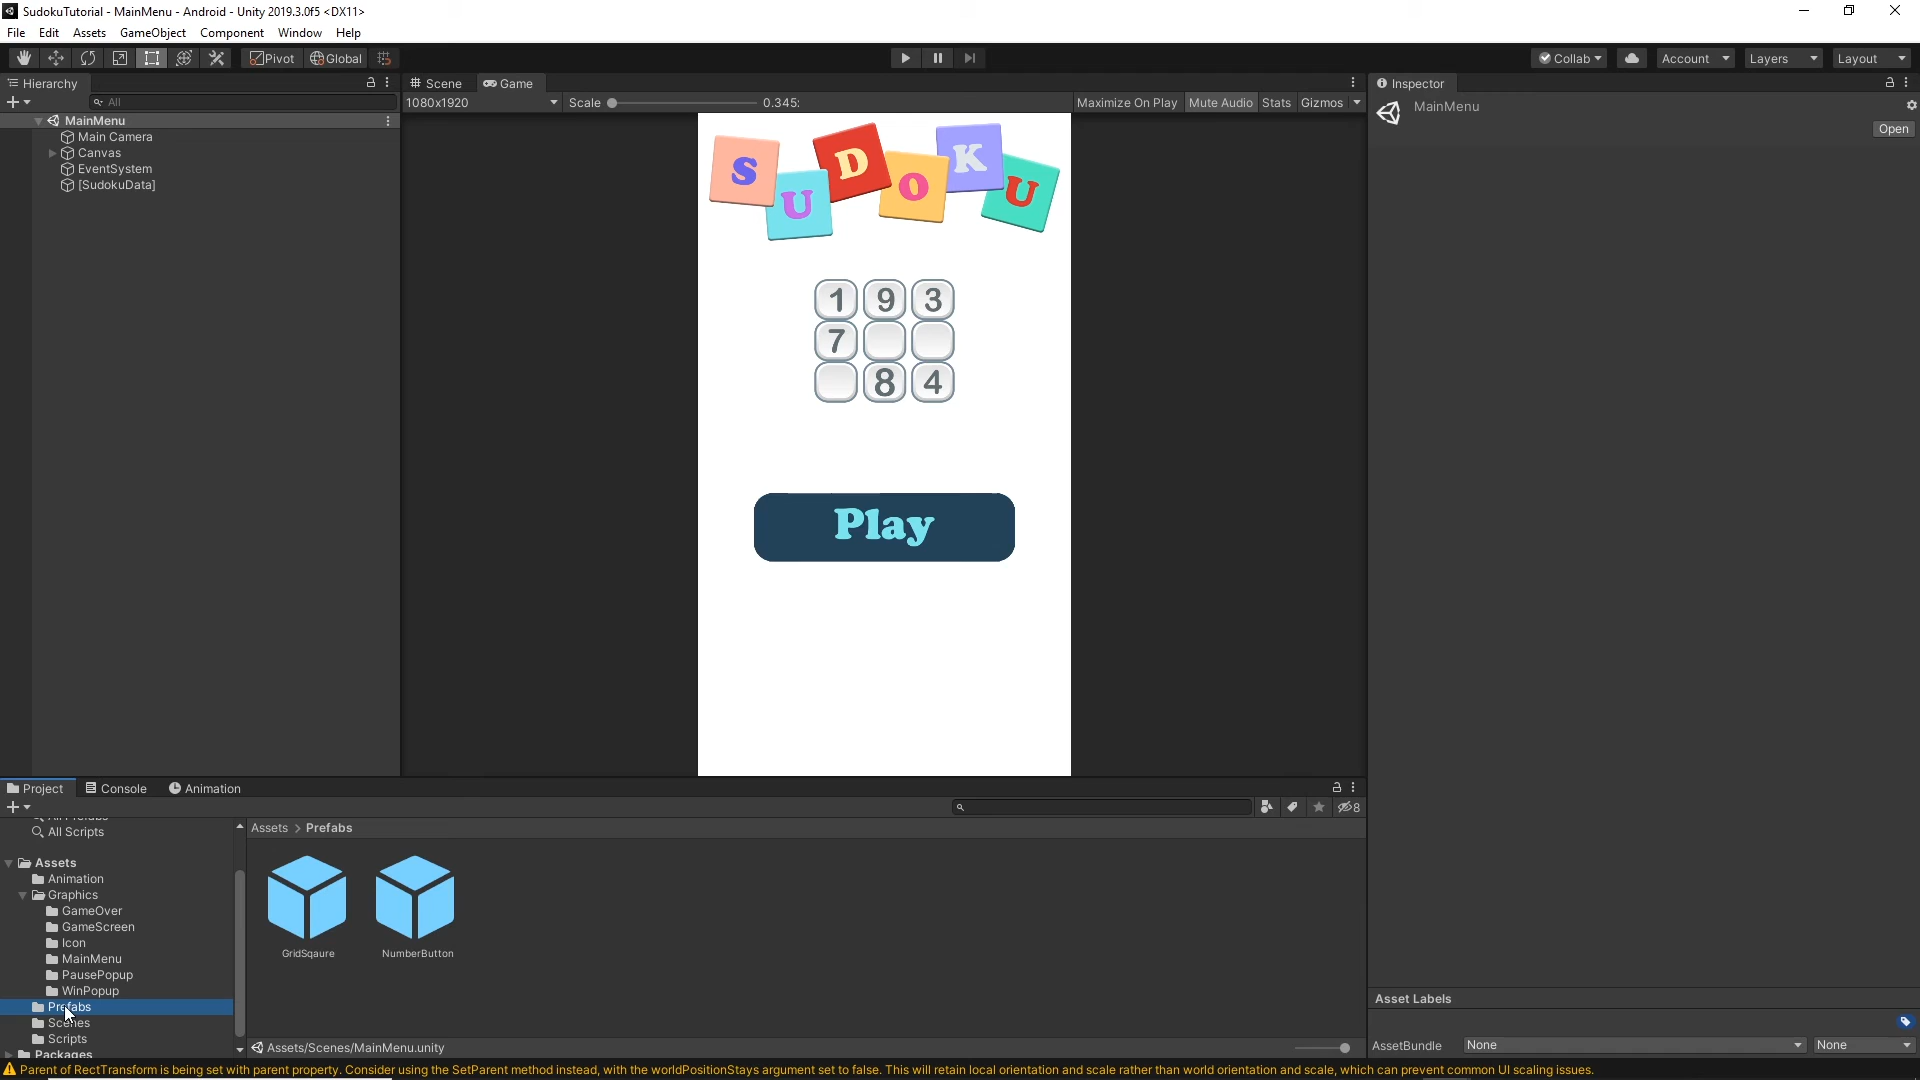 SudokuTutorial - MainMenu - Android - Unity 2019.3.0f5 <DX11>
File Edit Assets GameObject Component Window Help
Pivot Global Collab Account Layers Layout
Hierarchy
All
MainMenu
Main Camera
Canvas
EventSystem
[SudokuData]
Scene Game
1080x1920 Scale 0.345: Maximize On Play Mute Audio Stats Gizmos
S U D O K U
1 9 3
7
8 4
Play
Inspector
MainMenu
Open
Project Console Animation
8
All Scripts
Assets
Animation
Graphics
GameOver
GameScreen
Icon
MainMenu
PausePopup
WinPopup
Prefabs
Scenes
Scripts
Packages
Assets > Prefabs
GridSqaure NumberButton
Assets/Scenes/MainMenu.unity
Asset Labels
AssetBundle None None
Parent of RectTransform is being set with parent property. Consider using the SetParent method instead, with the worldPositionStays argument set to false. This will retain local orientation and scale rather than world orientation and scale, which can prevent common UI scaling issues.